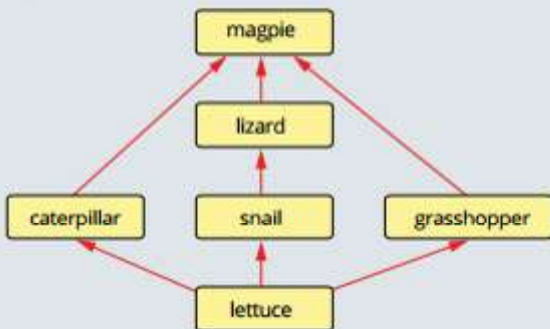 magpie
lizard
caterpillar snail grasshopper
lettuce